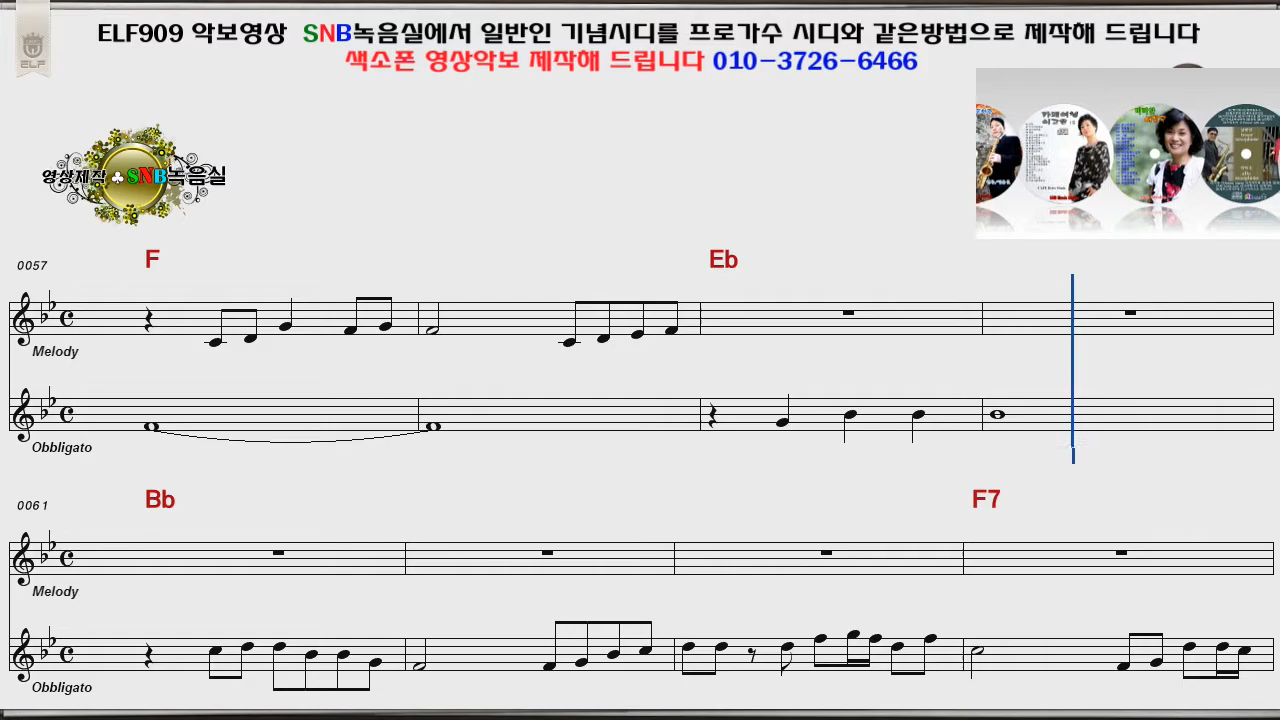 ELF909 악보영상 SNB녹음실에서 일반인 기념시디를 프로가수 시디와 같은방법으로 제작해 드립니다
색소폰 영상악보 제작해 드립니다 010-3726-6466
ELF
영상제작 ♣ SNB녹음실
0057
F
Eb
Melody
Obbligato
0061
Bb
F7
Melody
Obbligato